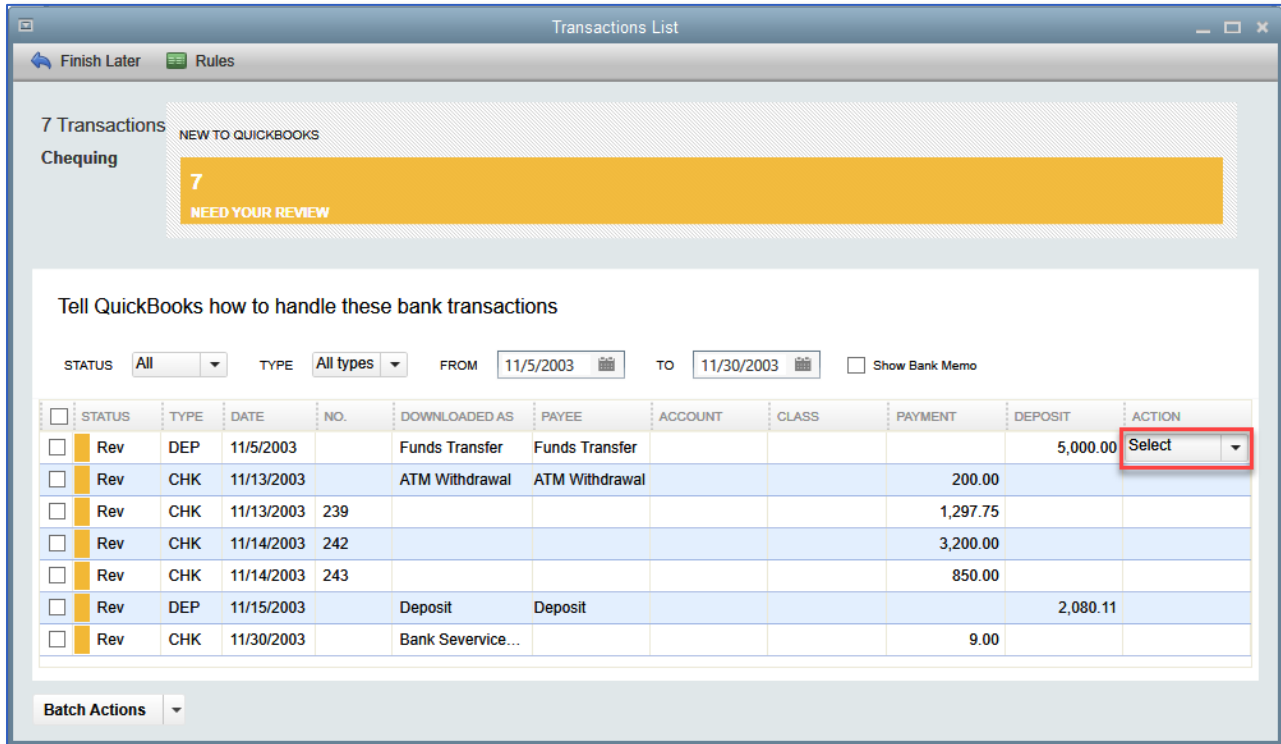 Transactions List
Finish Later Rules
7 Transactions
Chequing
NEW TO QUICKBOOKS
7
NEED YOUR REVIEW
Tell QuickBooks how to handle these bank transactions
STATUS All TYPE All types FROM 11/5/2003 TO 11/30/2003 Show Bank Memo
STATUS TYPE DATE NO. DOWNLOADED AS PAYEE ACCOUNT CLASS PAYMENT DEPOSIT ACTION
Rev DEP 11/5/2003 Funds Transfer Funds Transfer 5,000.00 Select
Rev CHK 11/13/2003 ATM Withdrawal ATM Withdrawal 200.00
Rev CHK 11/13/2003 239 1,297.75
Rev CHK 11/14/2003 242 3,200.00
Rev CHK 11/14/2003 243 850.00
Rev DEP 11/15/2003 Deposit Deposit 2,080.11
Rev CHK 11/30/2003 Bank Severvice... 9.00
Batch Actions